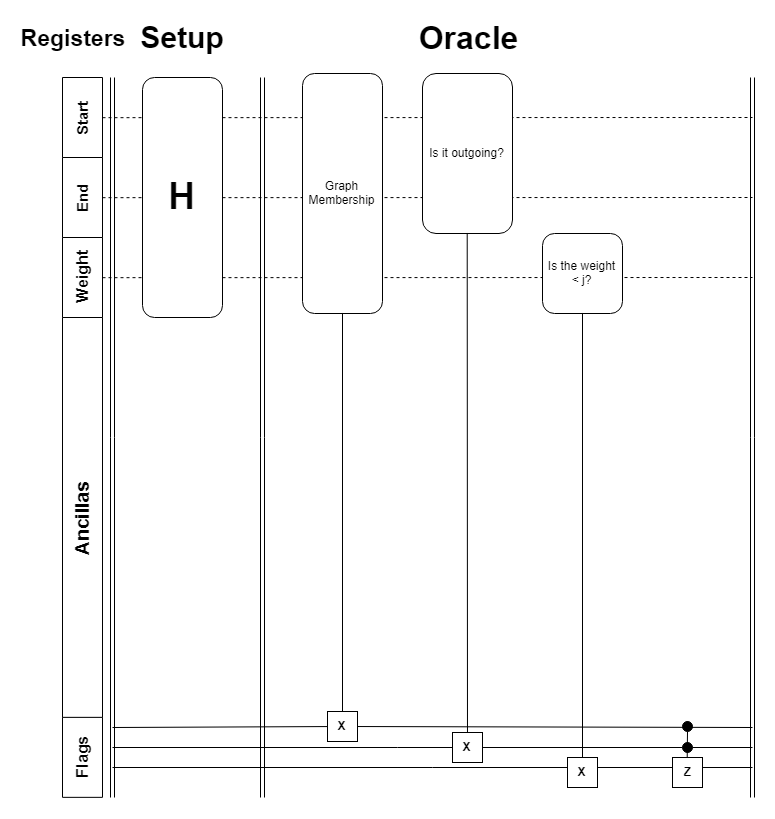 Registers Setup Oracle
Start
End
Weight
Ancillas
Flags
H
Graph
Membership
Is it outgoing?
Is the weight
< j?
X
X
X
Z